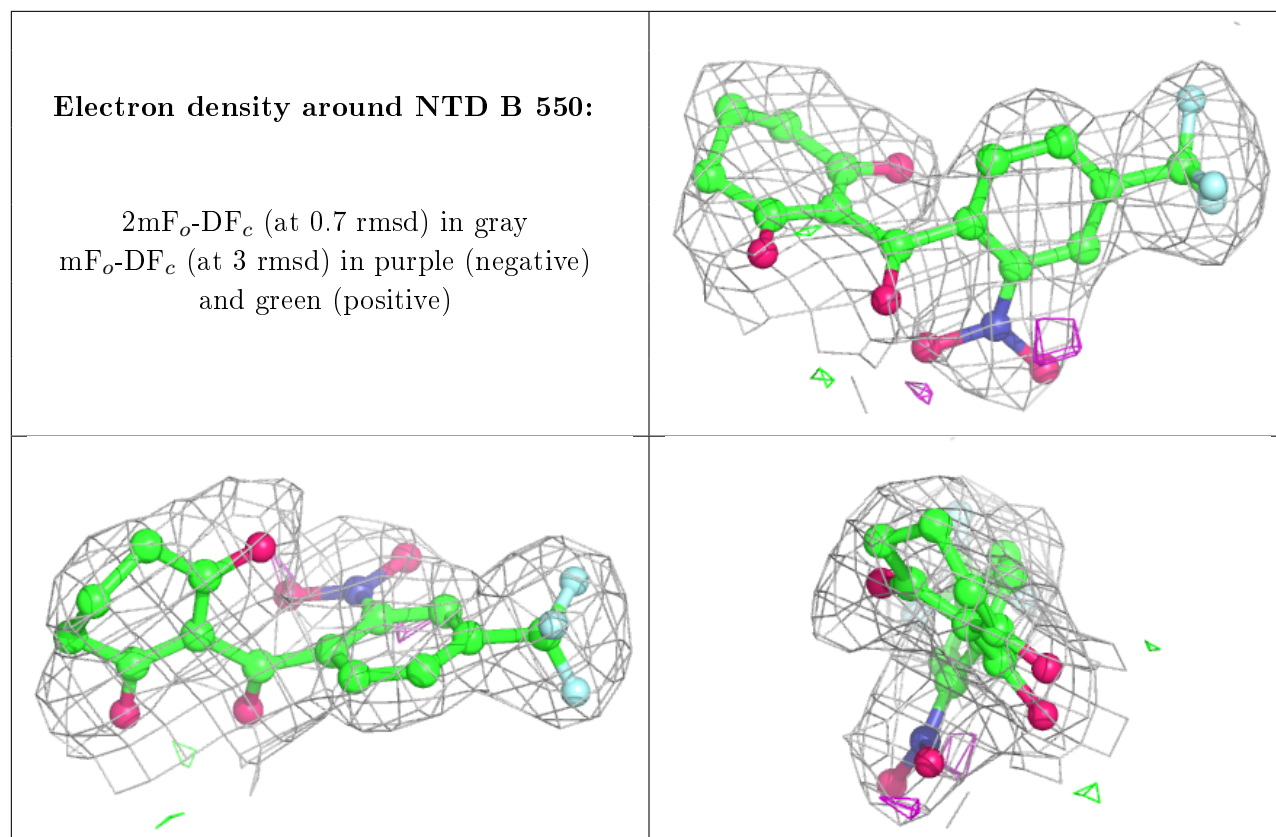 Electron density around NTD B 550:
2mFₒ-DF𝒸 (at 0.7 rmsd) in gray
mFₒ-DF𝒸 (at 3 rmsd) in purple (negative)
and green (positive)